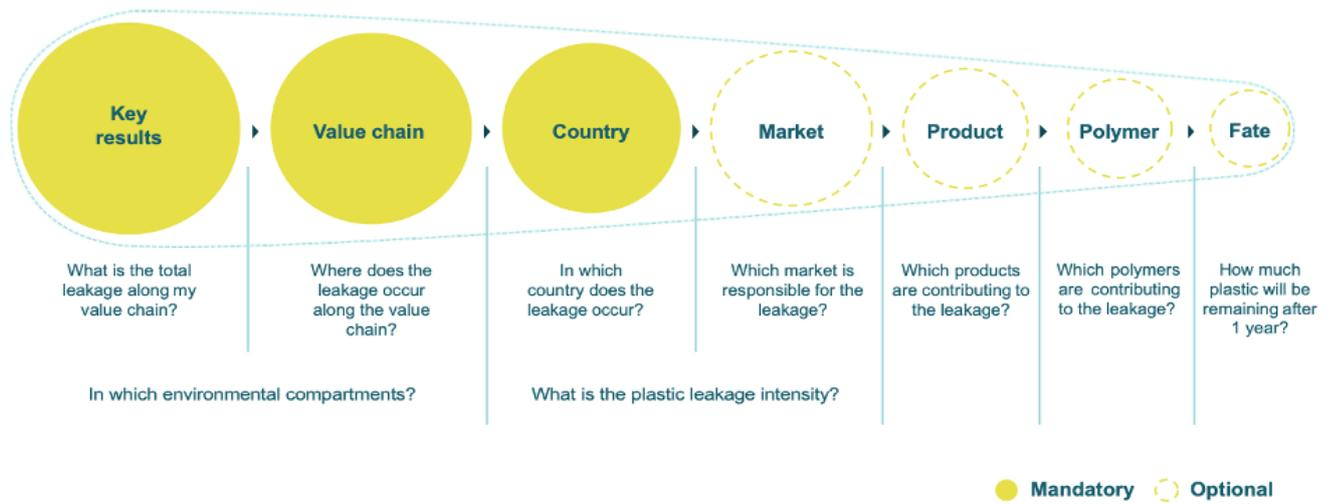 Key
results
Value chain
Country
Market
Product
Polymer
Fate
What is the total
leakage along my
value chain?
Where does the
leakage occur
along the value
chain?
In which
country does the
leakage occur?
Which market is
responsible for the
leakage?
Which products
are contributing to
the leakage?
Which polymers
are contributing
to the leakage?
How much
plastic will be
remaining after
1 year?
In which environmental compartments?
What is the plastic leakage intensity?
Mandatory
Optional